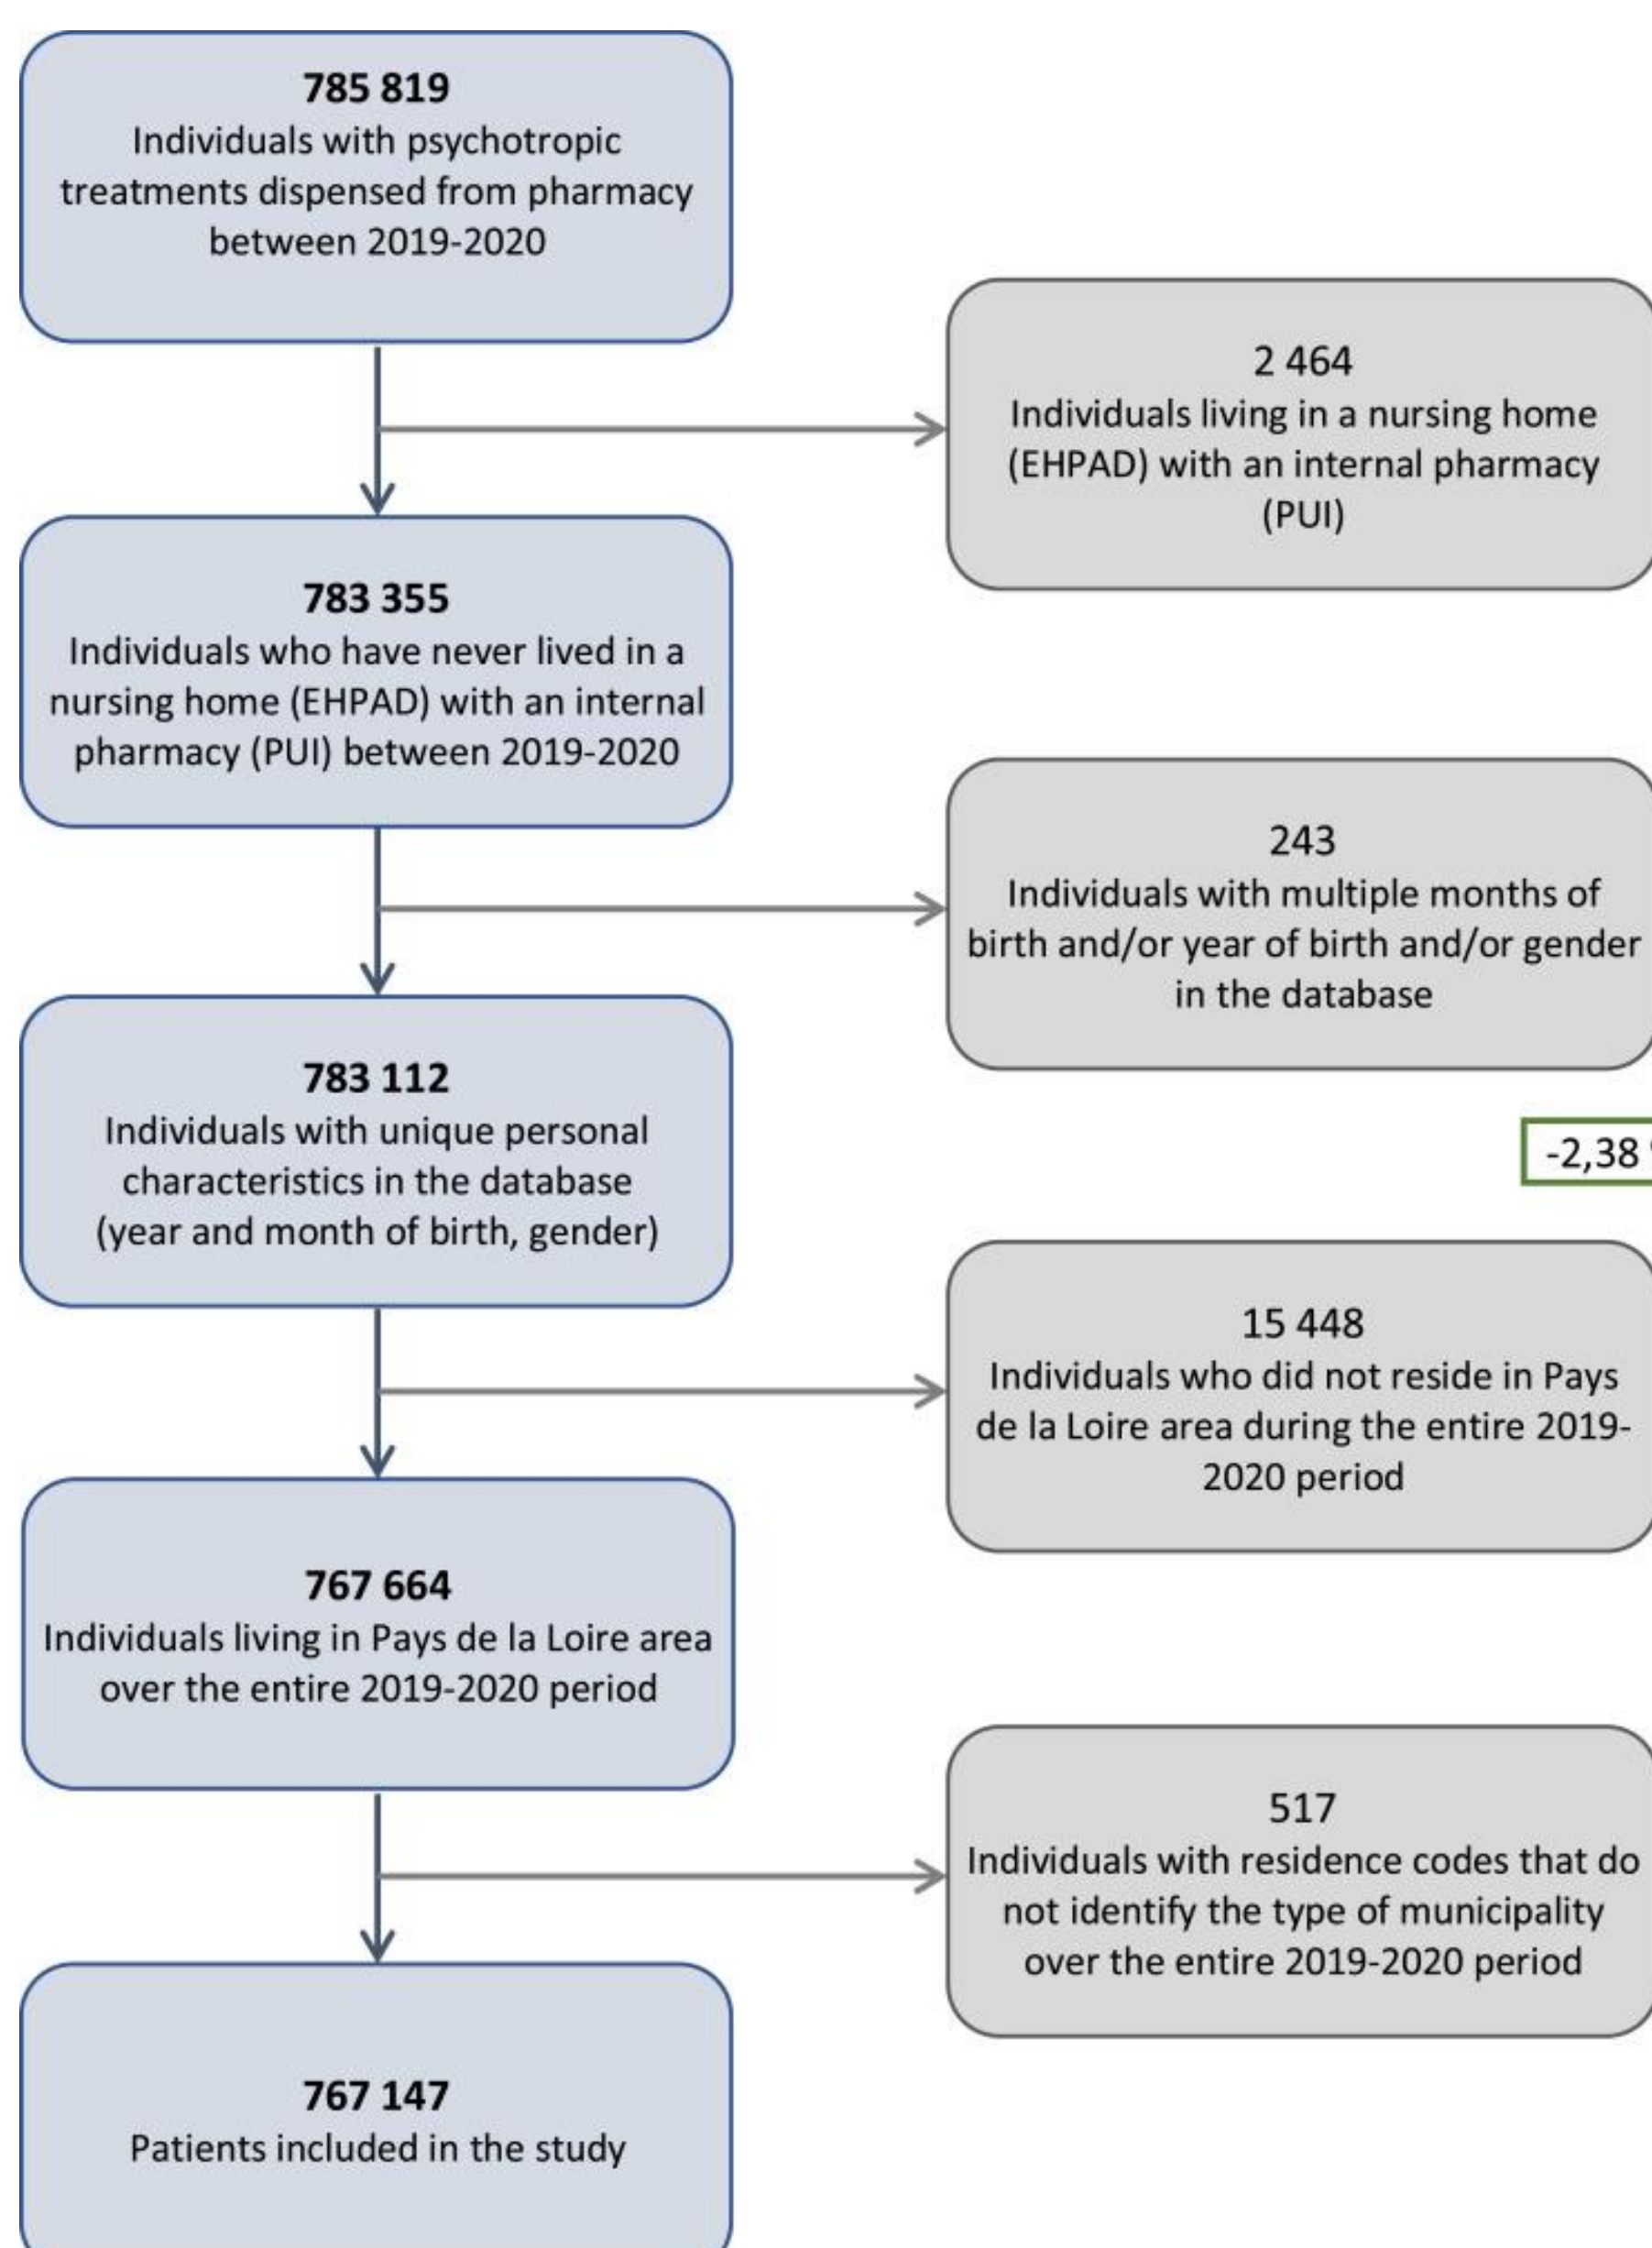 785 819
Individuals with psychotropic
treatments dispensed from pharmacy
between 2019-2020
2 464
Individuals living in a nursing home
(EHPAD) with an internal pharmacy
(PUI)
783 355
Individuals who have never lived in a
nursing home (EHPAD) with an internal
pharmacy (PUI) between 2019-2020
243
Individuals with multiple months of
birth and/or year of birth and/or gender
in the database
783 112
Individuals with unique personal
characteristics in the database
(year and month of birth, gender)
-2,38
15 448
Individuals who did not reside in Pays
de la Loire area during the entire 2019-
2020 period
767 664
Individuals living in Pays de la Loire area
over the entire 2019-2020 period
517
Individuals with residence codes that do
not identify the type of municipality
over the entire 2019-2020 period
767 147
Patients included in the study